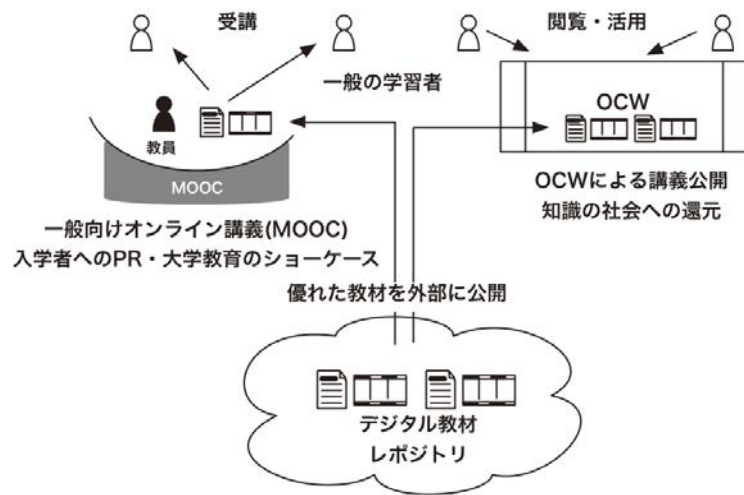 受講
閲覧・活用
一般の学習者
OCW
教員
MOOC
OCWによる講義公開
知識の社会への還元
一般向けオンライン講義(MOOC)
入学者へのPR・大学教育のショーケース
優れた教材を外部に公開
デジタル教材
レポジトリ